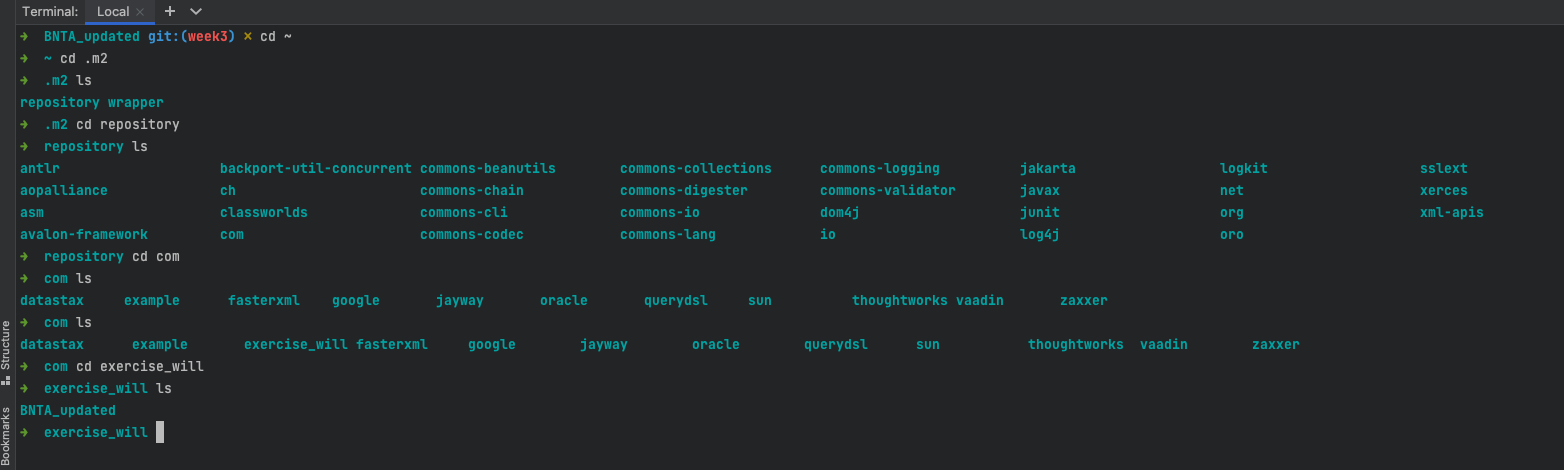 Terminal: Local × + 
➜ BNTA_updated git:(week3) ✗ cd ~
➜ ~ cd .m2
➜ .m2 ls
repository wrapper
➜ .m2 cd repository
➜ repository ls
antlr backport-util-concurrent commons-beanutils commons-collections commons-logging jakarta logkit sslext
aopalliance ch commons-chain commons-digester commons-validator javax net xerces
asm classworlds commons-cli commons-io dom4j junit org xml-apis
avalon-framework com commons-codec commons-lang io log4j oro
➜ repository cd com
➜ com ls
datastax example fasterxml google jayway oracle querydsl sun thoughtworks vaadin zaxxer
➜ com ls
datastax example exercise_will fasterxml google jayway oracle querydsl sun thoughtworks vaadin zaxxer
➜ com cd exercise_will
➜ exercise_will ls
BNTA_updated
➜ exercise_will
Structure
Bookmarks